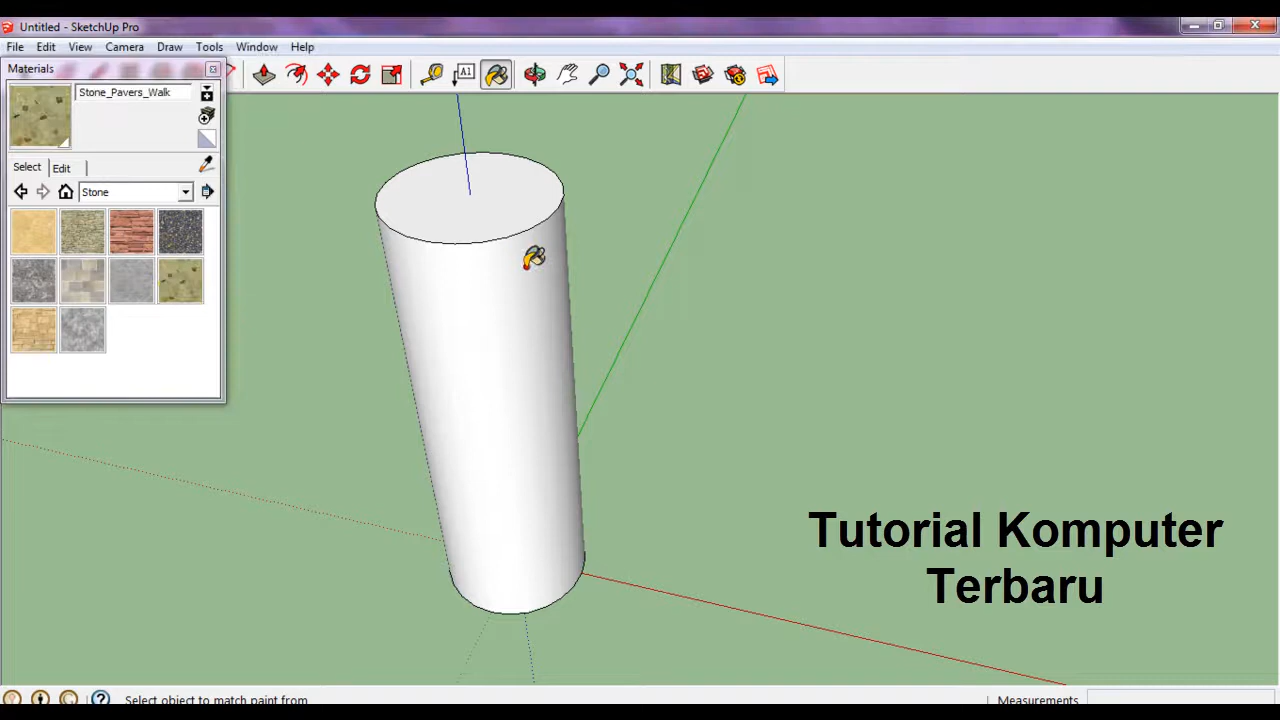 Untitled - SketchUp Pro
File Edit View Camera Draw Tools Window Help
Materials
A1
Stone_Pavers_Walk
Select Edit
Stone
Tutorial Komputer
Terbaru
Select object to match paint from
Measurements